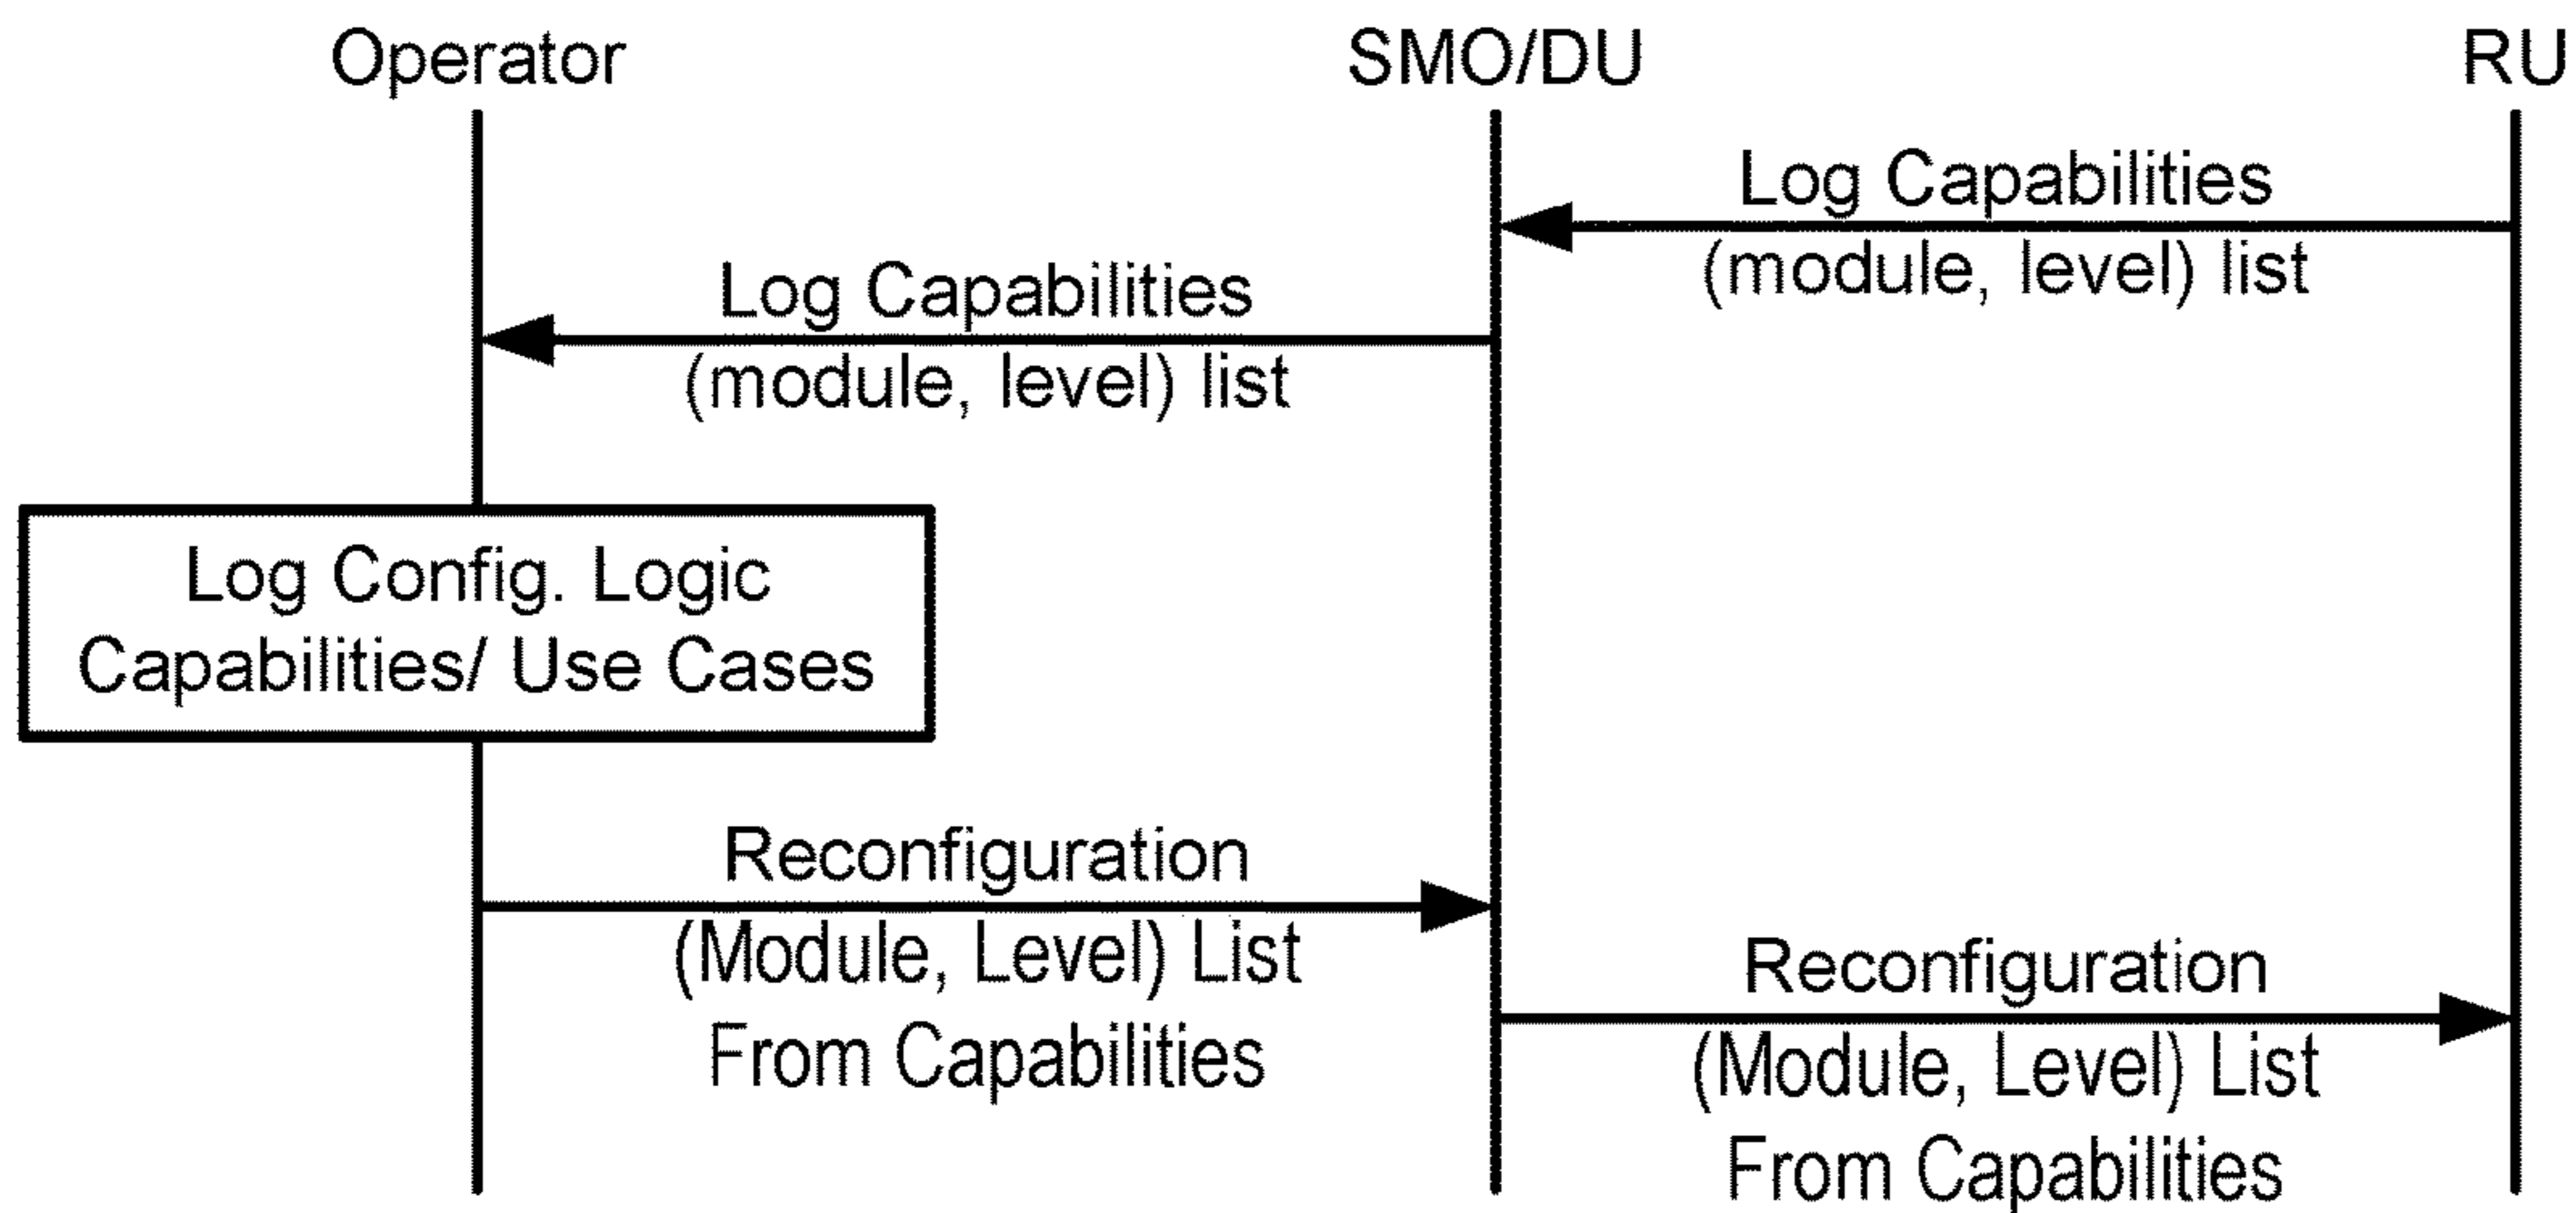 Operator
SMO/DU
RU
Log Capabilities
(module, level) list
Log Capabilities
(module, level) list
Log Config. Logic
Capabilities/ Use Cases
Reconfiguration
(Module, Level) List
From Capabilities
Reconfiguration
(Module, Level) List
From Capabilities